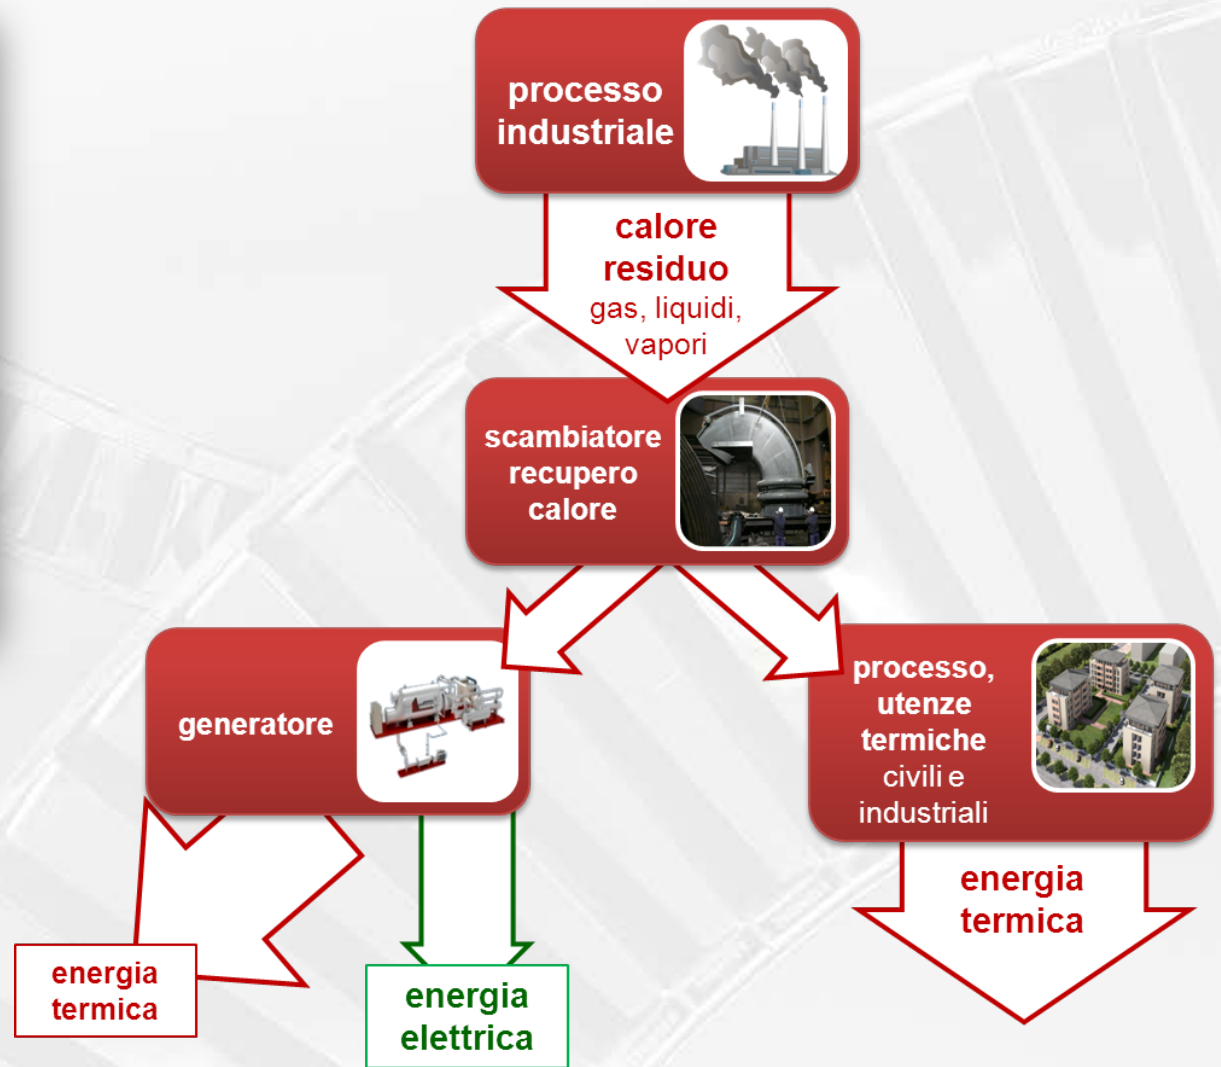 processo
industriale
calore
residuo
gas, liquidi,
vapori
scambiatore
recupero
calore
generatore
processo,
utenze
termiche
civili e
industriali
energia
termica
energia
elettrica
energia
termica